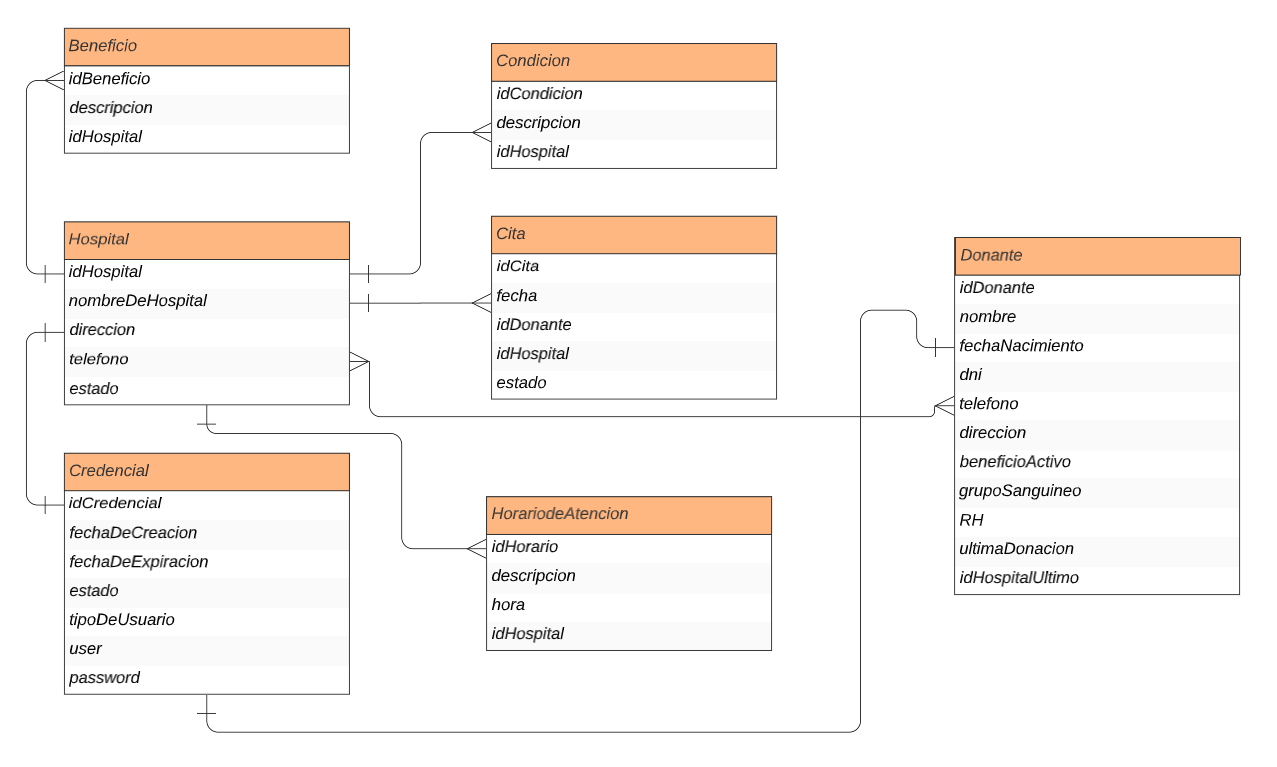 Beneficio
idBeneficio
descripcion
idHospital
Condicion
idCondicion
descripcion
idHospital
Hospital
idHospital
nombreDeHospital
direccion
telefono
estado
Cita
idCita
fecha
idDonante
idHospital
estado
Donante
idDonante
nombre
fechaNacimiento
dni
telefono
direccion
beneficioActivo
grupoSanguineo
RH
ultimaDonacion
idHospitalUltimo
Credencial
idCredencial
fechaDeCreacion
fechaDeExpiracion
estado
tipoDeUsuario
user
password
HorariodeAtencion
idHorario
descripcion
hora
idHospital